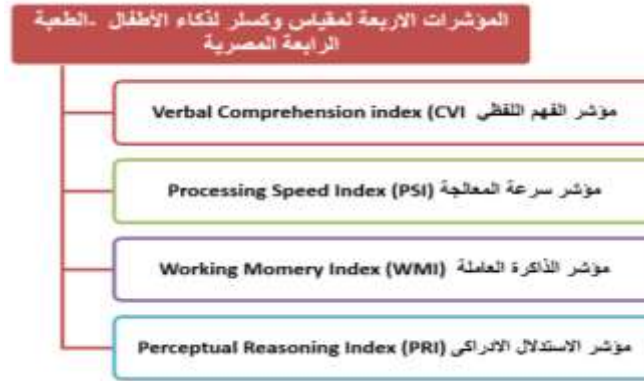 المؤشرات الاربعة لمقياس وكسلر لذكاء الأطفال -الطعبة
الرابعة المصرية
مؤشر الفهم اللفظي Verbal Comprehension index (CVI
مؤشر سرعة المعالجة Processing Speed Index (PSI)
مؤشر الذاكرة العاملة Working Momery Index (WMI)
مؤشر الاستدلال الادراكى Perceptual Reasoning Index (PRI)